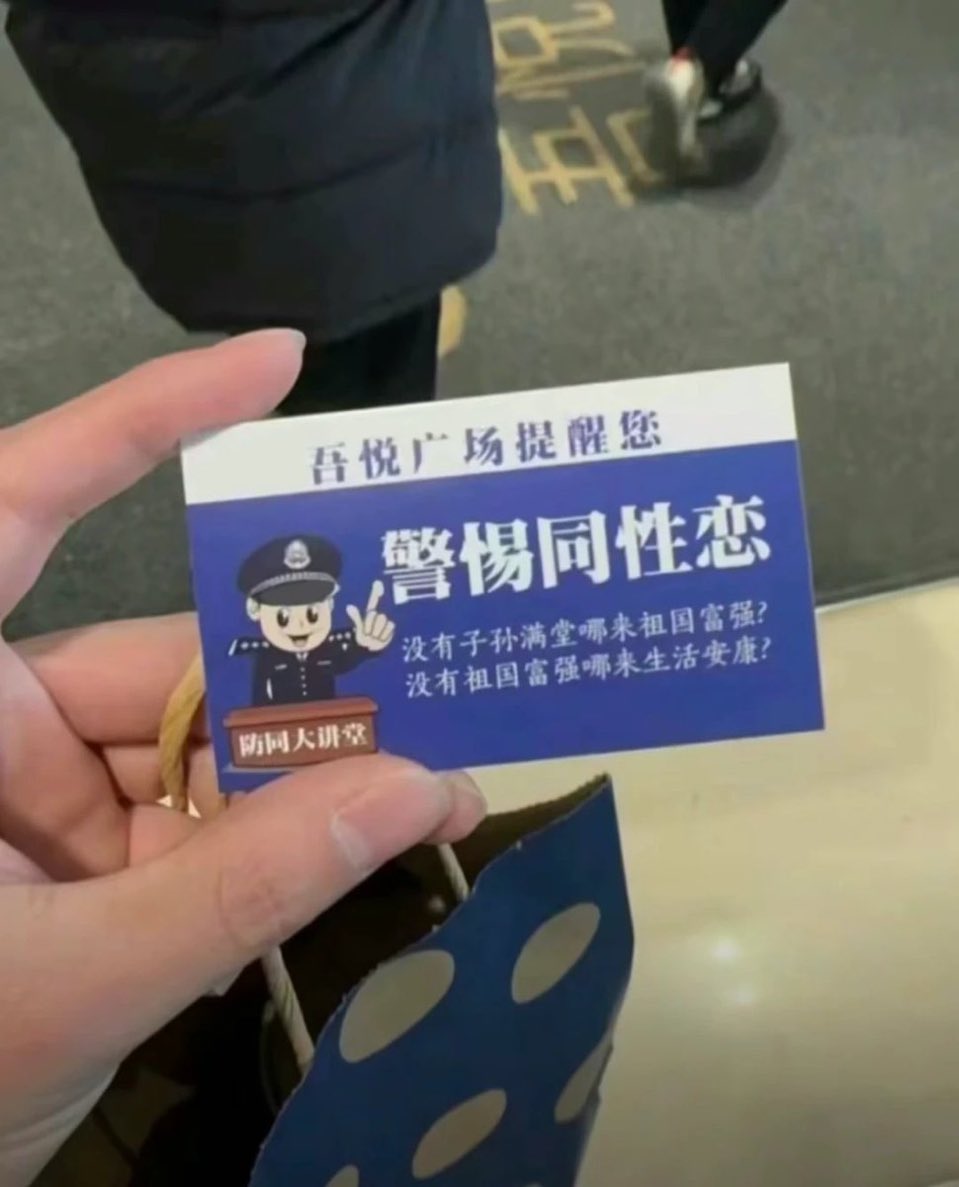 吾悦
吾悦广场提醒您
警惕同性恋
没有子孙满堂哪来祖国富强?
没有祖国富强哪来生活安康?
防同大讲堂